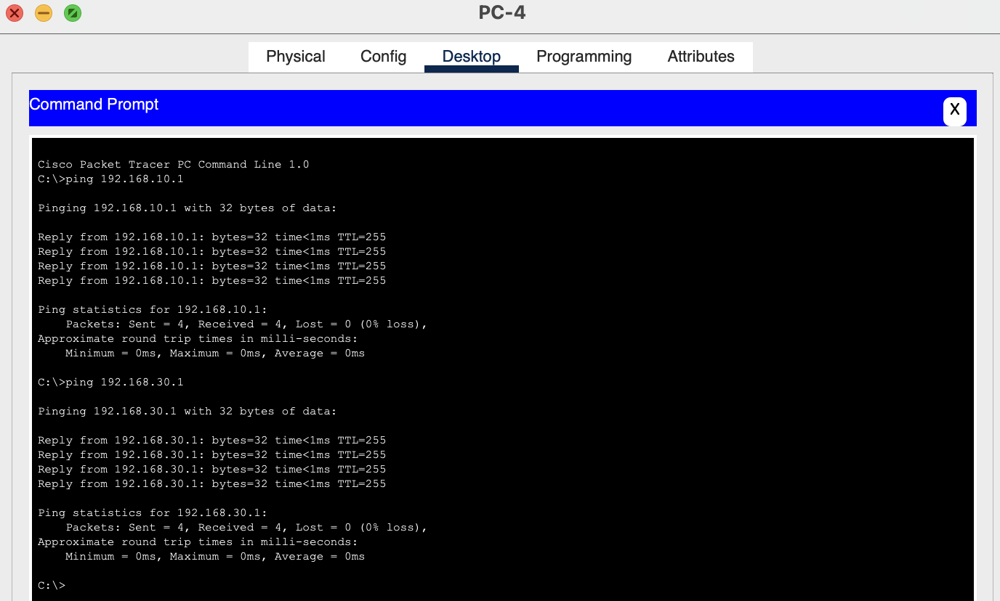 PC-4
Physical Config Desktop Programming Attributes
Command Prompt
X
Cisco Packet Tracer PC Command Line 1.0
C:\>ping 192.168.10.1
Pinging 192.168.10.1 with 32 bytes of data:
Reply from 192.168.10.1: bytes=32 time<1ms TTL=255
Reply from 192.168.10.1: bytes=32 time<1ms TTL=255
Reply from 192.168.10.1: bytes=32 time<1ms TTL=255
Reply from 192.168.10.1: bytes=32 time<1ms TTL=255
Ping statistics for 192.168.10.1:
    Packets: Sent = 4, Received = 4, Lost = 0 (0% loss),
Approximate round trip times in milli-seconds:
    Minimum = 0ms, Maximum = 0ms, Average = 0ms
C:\>ping 192.168.30.1
Pinging 192.168.30.1 with 32 bytes of data:
Reply from 192.168.30.1: bytes=32 time<1ms TTL=255
Reply from 192.168.30.1: bytes=32 time<1ms TTL=255
Reply from 192.168.30.1: bytes=32 time<1ms TTL=255
Reply from 192.168.30.1: bytes=32 time<1ms TTL=255
Ping statistics for 192.168.30.1:
    Packets: Sent = 4, Received = 4, Lost = 0 (0% loss),
Approximate round trip times in milli-seconds:
    Minimum = 0ms, Maximum = 0ms, Average = 0ms
C:\>